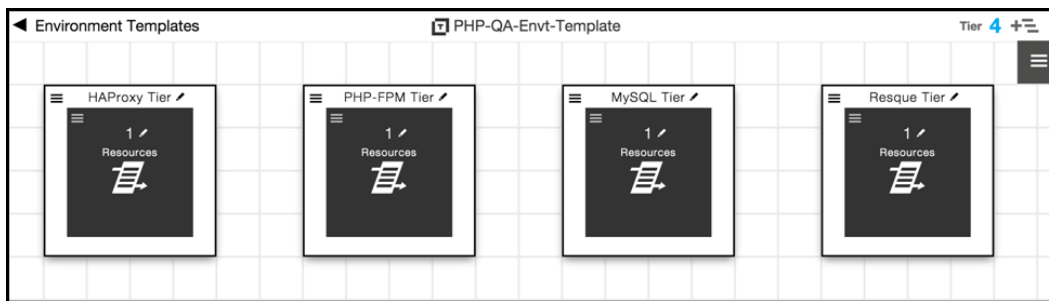 Environment Templates
T PHP-QA-Envt-Template
Tier 4
HAProxy Tier
1
Resources
PHP-FPM Tier
1
Resources
MySQL Tier
1
Resources
Resque Tier
1
Resources